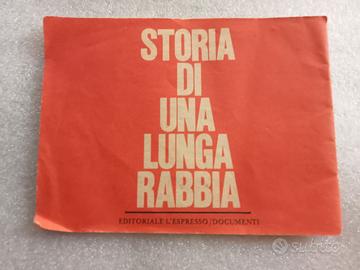 STORIA
DI
UNA
LUNGA
RABBIA
EDITORIALE L'ESPRESSO/DOCUMENTI
subito